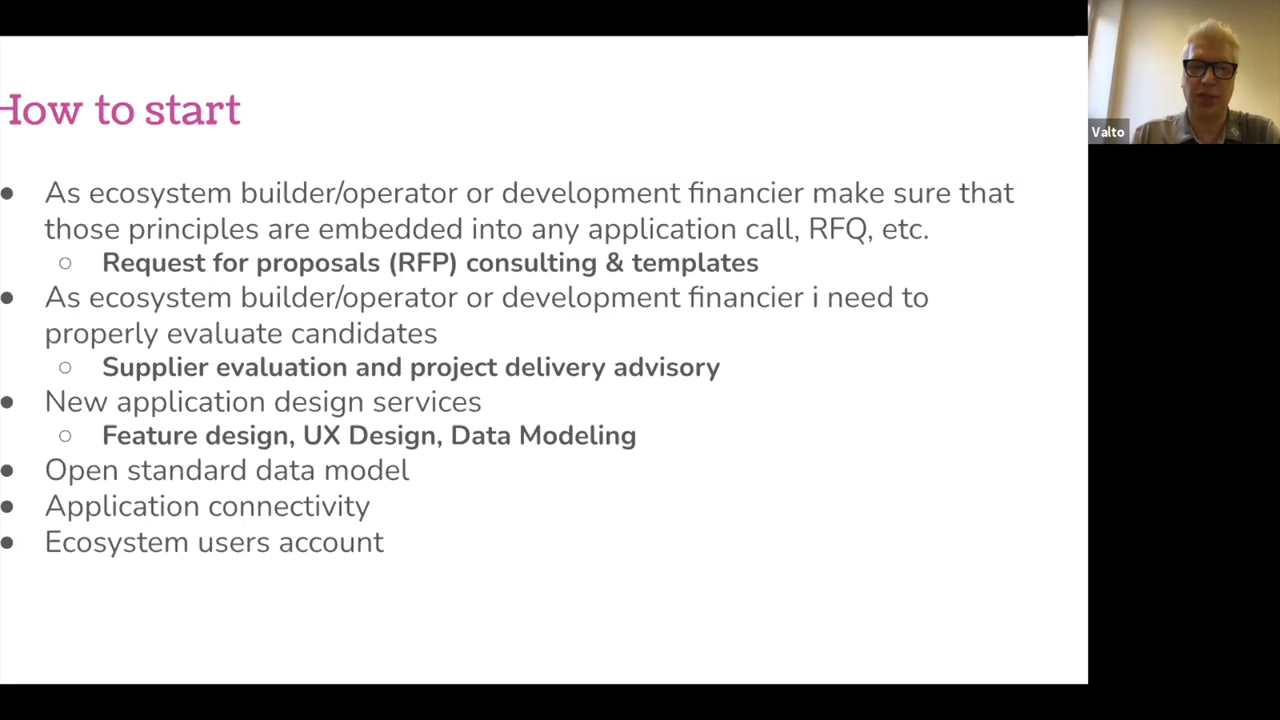 How to start
● As ecosystem builder/operator or development financier make sure that
those principles are embedded into any application call, RFQ, etc.
○ Request for proposals (RFP) consulting & templates
● As ecosystem builder/operator or development financier i need to
properly evaluate candidates
○ Supplier evaluation and project delivery advisory
● New application design services
○ Feature design, UX Design, Data Modeling
● Open standard data model
● Application connectivity
● Ecosystem users account
Valto